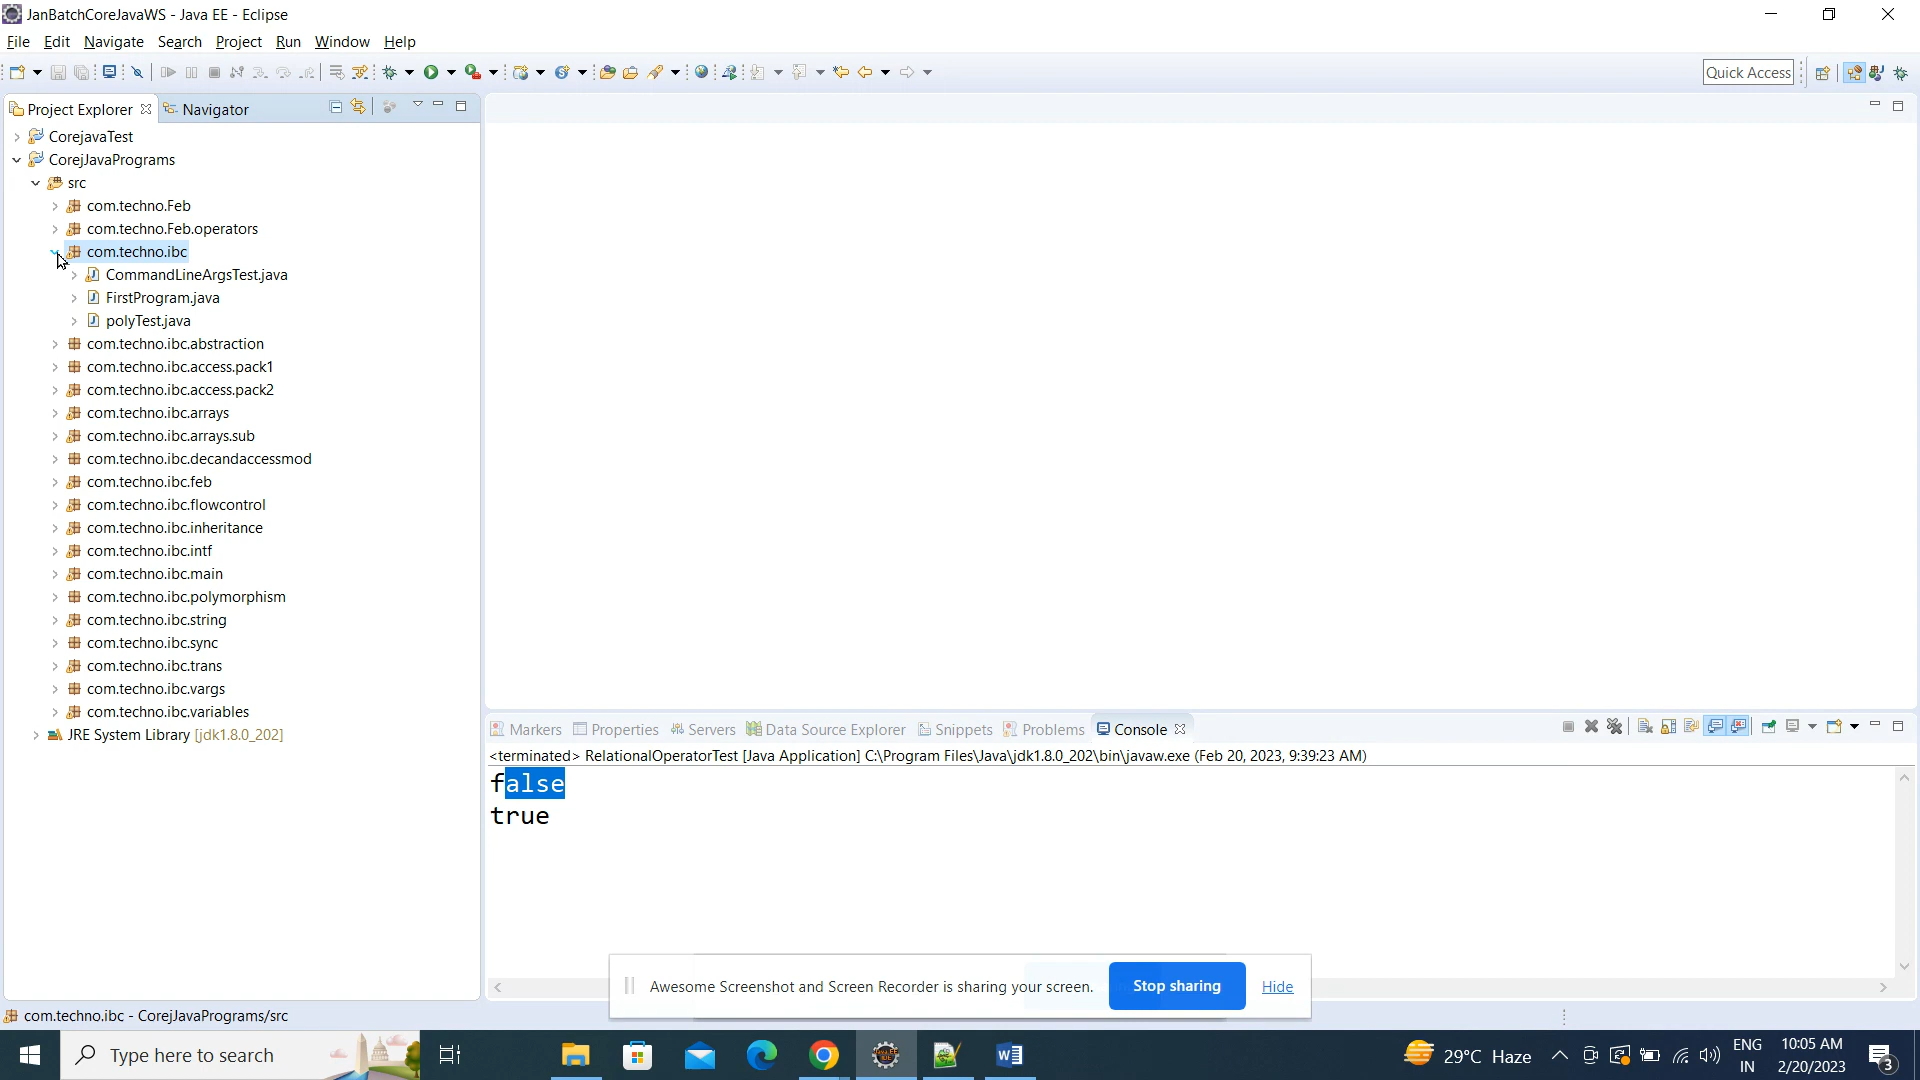 JanBatchCoreJavaWS - Java EE - Eclipse
File Edit Navigate Search Project Run Window Help
Quick Access
Project Explorer Navigator
CorejavaTest
CorejJavaPrograms
src
com.techno.Feb
com.techno.Feb.operators
com.techno.ibc
CommandLineArgsTest.java
FirstProgram.java
polyTest.java
com.techno.ibc.abstraction
com.techno.ibc.access.pack1
com.techno.ibc.access.pack2
com.techno.ibc.arrays
com.techno.ibc.arrays.sub
com.techno.ibc.decandaccessmod
com.techno.ibc.feb
com.techno.ibc.flowcontrol
com.techno.ibc.inheritance
com.techno.ibc.intf
com.techno.ibc.main
com.techno.ibc.polymorphism
com.techno.ibc.string
com.techno.ibc.sync
com.techno.ibc.trans
com.techno.ibc.vargs
com.techno.ibc.variables
JRE System Library [jdk1.8.0_202]
Markers Properties Servers Data Source Explorer Snippets Problems Console
<terminated> RelationalOperatorTest [Java Application] C:\Program Files\Java\jdk1.8.0_202\bin\javaw.exe (Feb 20, 2023, 9:39:23 AM)
false
true
Awesome Screenshot and Screen Recorder is sharing your screen. Stop sharing Hide
com.techno.ibc - CorejJavaPrograms/src
Type here to search
29°C Haze
ENG
IN
10:05 AM
2/20/2023
3